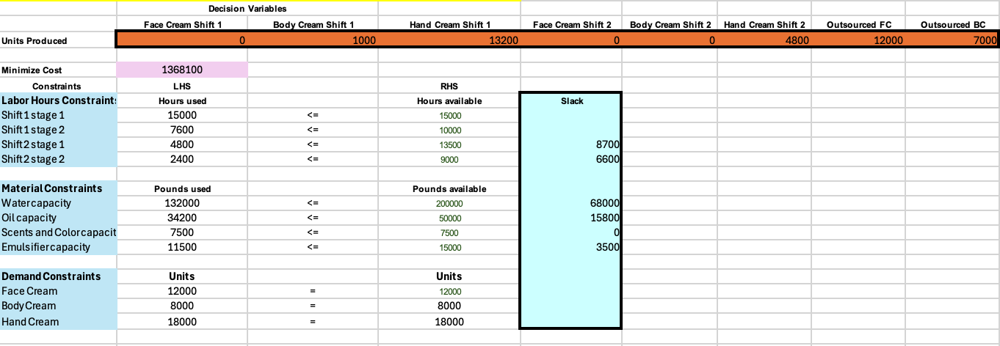 Decision Variables
Face Cream Shift 1 Body Cream Shift 1 Hand Cream Shift 1 Face Cream Shift 2 Body Cream Shift 2 Hand Cream Shift 2 Outsourced FC Outsourced BC
Units Produced 0 1000 13200 0 0 4800 12000 7000
Minimize Cost 1368100
Constraints LHS RHS
Labor Hours Constraints Hours used Hours available Slack
Shift 1 stage 1 15000 <= 15000
Shift 1 stage 2 7600 <= 10000
Shift 2 stage 1 4800 <= 13500 8700
Shift 2 stage 2 2400 <= 9000 6600
Material Constraints Pounds used Pounds available
Water capacity 132000 <= 200000 68000
Oil capacity 34200 <= 50000 15800
Scents and Color capacit 7500 <= 7500 0
Emulsifier capacity 11500 <= 15000 3500
Demand Constraints Units Units
Face Cream 12000 = 12000
Body Cream 8000 = 8000
Hand Cream 18000 = 18000